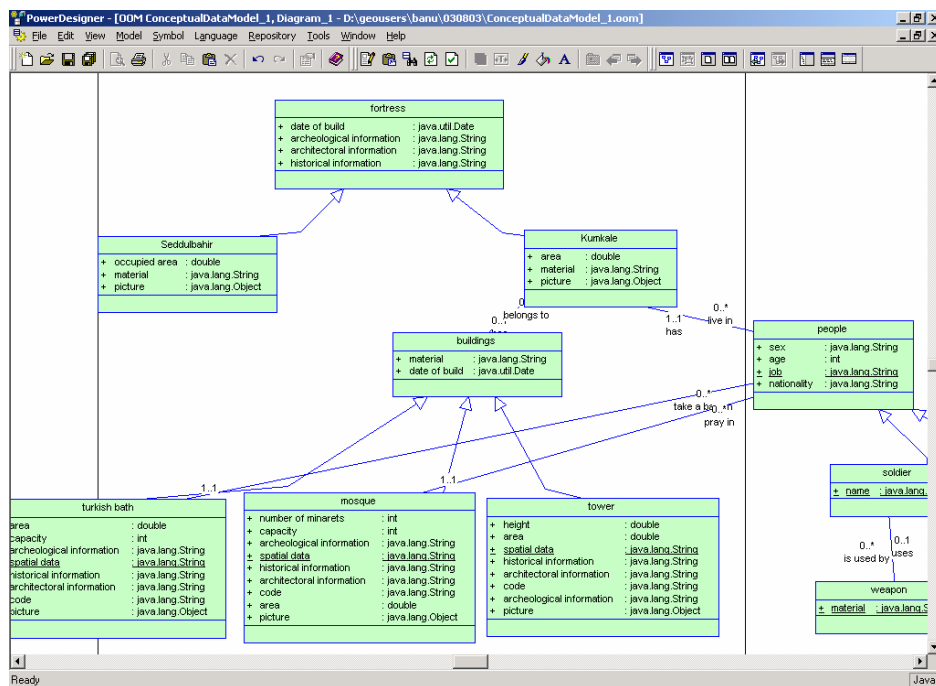 PowerDesigner - [OOM ConceptualDataModel_1, Diagram_1 - D:\geousers\banu\030803\ConceptualDataModel_1.oom]
File Edit View Model Symbol Language Repository Tools Window Help
fortress
+ date of build : java.util.Date
+ archeological information : java.lang.String
+ architectoral information : java.lang.String
+ historical information : java.lang.String
Seddulbahir
+ occupied area : double
+ material : java.lang.String
+ picture : java.lang.Object
Kumkale
+ area : double
+ material : java.lang.String
+ picture : java.lang.Object
belongs to
0..*
live in
1..1
has
people
+ sex : java.lang.String
+ age : int
+ job : java.lang.String
+ nationality : java.lang.String
buildings
+ material : java.lang.String
+ date of build : java.util.Date
0..*
take a
0..*
pray in
1..1
1..1
soldier
+ name : java.lang.
0..*
is used by
0..1
uses
weapon
+ material : java.lang.S
turkish bath
area : double
capacity : int
archeological information : java.lang.String
spatial data : java.lang.String
historical information : java.lang.String
architectoral information : java.lang.String
code : java.lang.String
picture : java.lang.Object
mosque
+ number of minarets : int
+ capacity : int
+ archeological information : java.lang.String
+ spatial data : java.lang.String
+ historical information : java.lang.String
+ architectoral information : java.lang.String
+ code : java.lang.String
+ area : double
+ picture : java.lang.Object
tower
+ height : double
+ area : double
+ spatial data : java.lang.String
+ historical information : java.lang.String
+ architectoral information : java.lang.String
+ code : java.lang.String
+ archeological information : java.lang.String
+ picture : java.lang.Object
Ready
Java